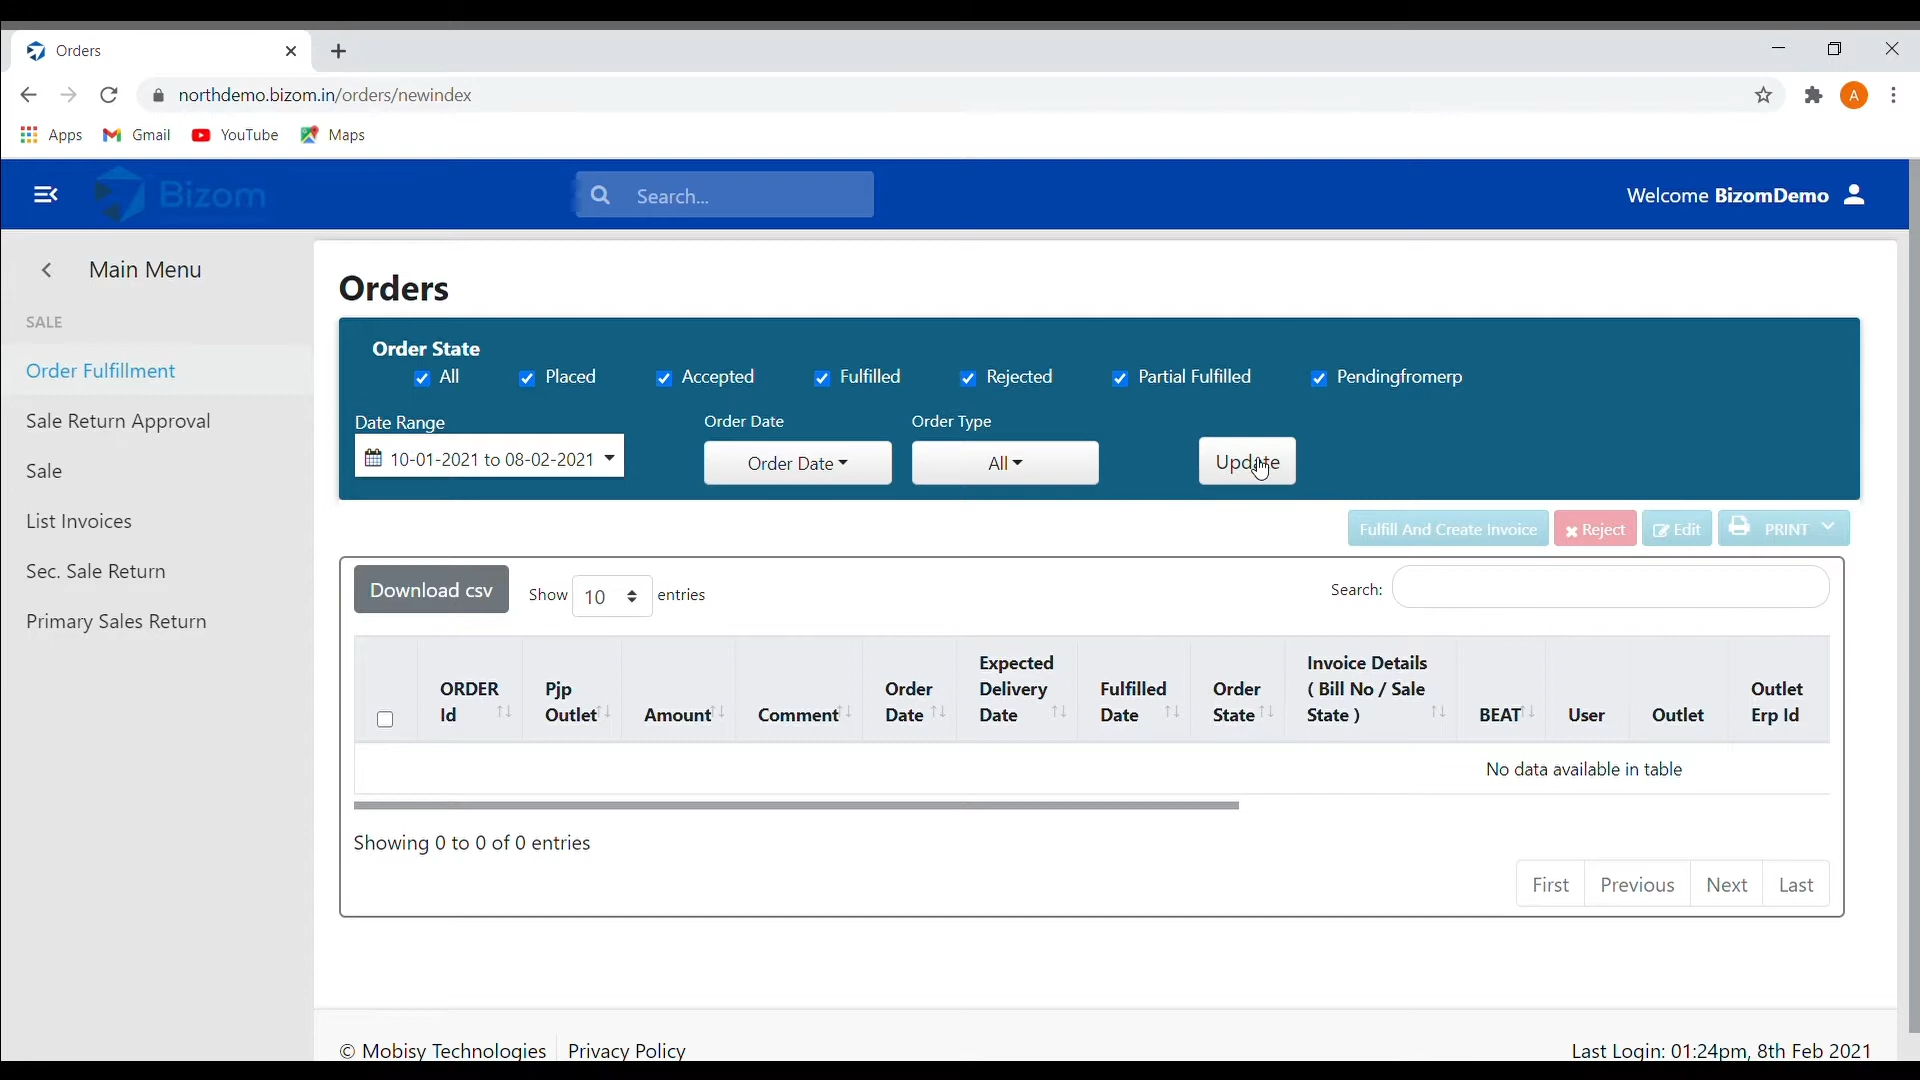 Orders
northdemo.bizom.in/orders/newindex
A
Apps Gmail YouTube Maps
Bizom
Search...
Welcome BizomDemo
Main Menu
SALE
Order Fulfillment
Sale Return Approval
Sale
List Invoices
Sec. Sale Return
Primary Sales Return
Orders
Order State
All Placed Accepted Fulfilled Rejected Partial Fulfilled Pendingfromerp
Date Range Order Date Order Type
10-01-2021 to 08-02-2021 Order Date All Update
Fulfill And Create Invoice Reject Edit PRINT
Download csv Show 10 entries Search:
ORDER Id
Pjp Outlet
Amount
Comment
Order Date
Expected Delivery Date
Fulfilled Date
Order State
Invoice Details ( Bill No / Sale State )
BEAT
User
Outlet
Outlet Erp Id
No data available in table
Showing 0 to 0 of 0 entries
First Previous Next Last
© Mobisy Technologies Privacy Policy Last Login: 01:24pm, 8th Feb 2021